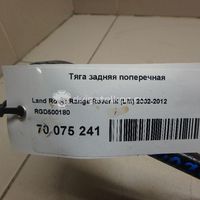 Тяга задняя поперечная
Land Rover Range Rover III (LM) 2002-2012
RGD500180
70 075 241